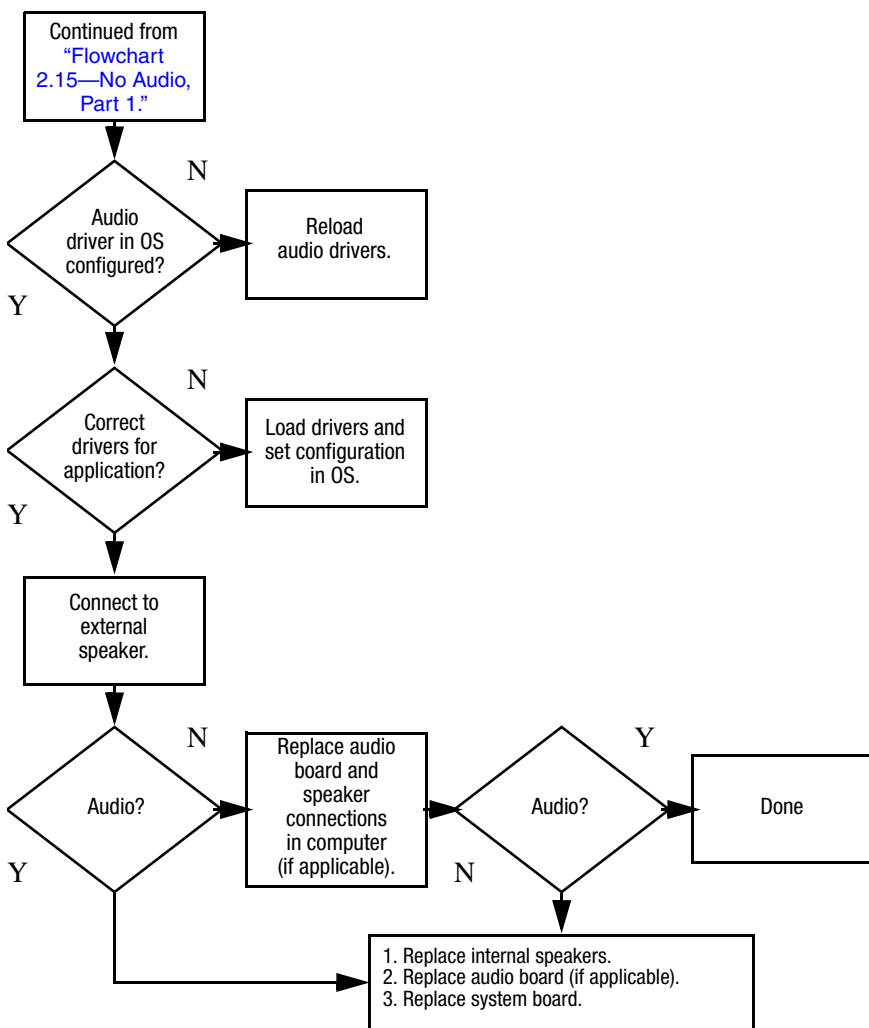 Continued from
“Flowchart
2.15—No Audio,
Part 1.”
N
Audio
driver in OS
configured?
Reload
audio drivers.
Y
N
Correct
drivers for
application?
Load drivers and
set configuration
in OS.
Y
Connect to
external
speaker.
N
Audio?
Y
Replace audio
board and
speaker
connections
in computer
(if applicable).
Y
Audio?
N
Done
1. Replace internal speakers.
2. Replace audio board (if applicable).
3. Replace system board.